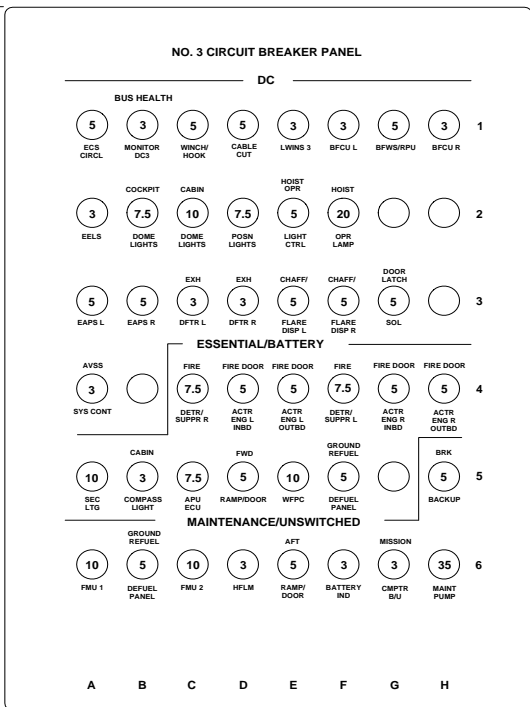 NO. 3 CIRCUIT BREAKER PANEL
DC
BUS HEALTH
5 3 5 5 3 3 5 3 1
ECS MONITOR WINCH/ CABLE LWINS 3 BFCU L BFWS/RPU BFCU R
CIRCL DC3 HOOK CUT
HOIST
COCKPIT CABIN OPR HOIST
3 7.5 10 7.5 5 20 2
EELS DOME DOME POSN LIGHT OPR
LIGHTS LIGHTS LIGHTS CTRL LAMP
DOOR
EXH EXH CHAFF/ CHAFF/ LATCH
5 5 3 3 5 5 5 3
EAPS L EAPS R DFTR L DFTR R FLARE FLARE SOL
DISP L DISP R
ESSENTIAL/BATTERY
AVSS FIRE FIRE DOOR FIRE DOOR FIRE FIRE DOOR FIRE DOOR
3 7.5 5 5 7.5 5 5 4
SYS CONT DETR/ ACTR ACTR DETR/ ACTR ACTR
SUPPR R ENG L ENG L SUPPR L ENG R ENG R
INBD OUTBD INBD OUTBD
GROUND
CABIN FWD REFUEL BRK
10 3 7.5 5 10 5 5 5
SEC COMPASS APU RAMP/DOOR WFPC DEFUEL BACKUP
LTG LIGHT ECU PANEL
MAINTENANCE/UNSWITCHED
GROUND
REFUEL AFT MISSION
10 5 10 3 5 3 3 35 6
FMU 1 DEFUEL FMU 2 HFLM RAMP/ BATTERY CMPTR MAINT
PANEL DOOR IND B/U PUMP
A B C D E F G H